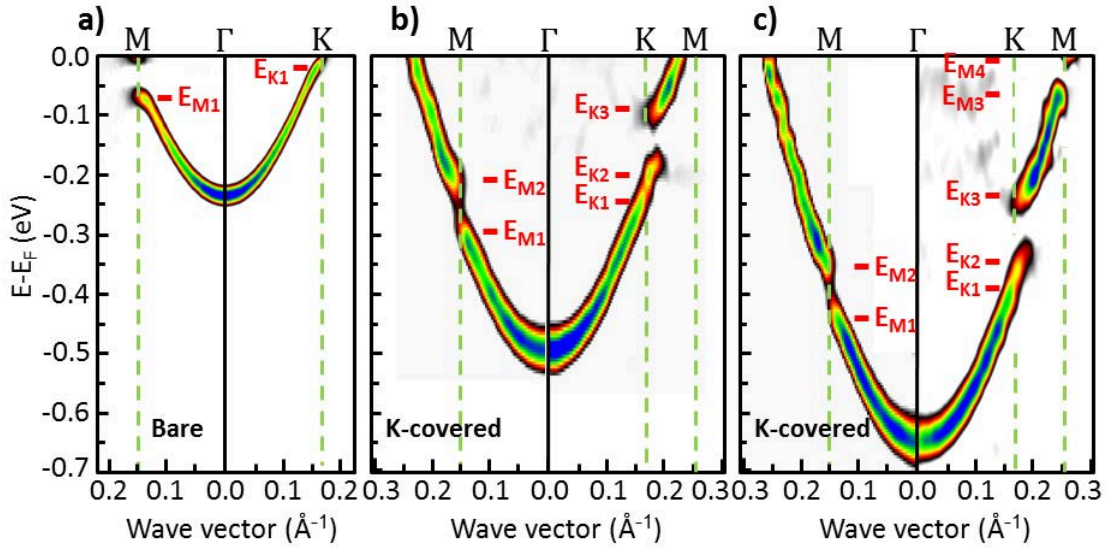 a)
M Γ K
0.0
-0.1
-0.2
-0.3
-0.4
-0.5
-0.6
-0.7
E-E_F (eV)
E_M1
E_K1
Bare
0.2 0.1 0.0 0.1 0.2
Wave vector (Å⁻¹)
b)
M Γ K M
E_K3
E_K2
E_K1
E_M2
E_M1
K-covered
0.3 0.2 0.1 0.0 0.1 0.2 0.3
Wave vector (Å⁻¹)
c)
M Γ K M
E_M4
E_M3
E_K3
E_K2
E_K1
E_M2
E_M1
K-covered
0.2 0.1 0.0 0.1 0.2 0.3
Wave vector (Å⁻¹)